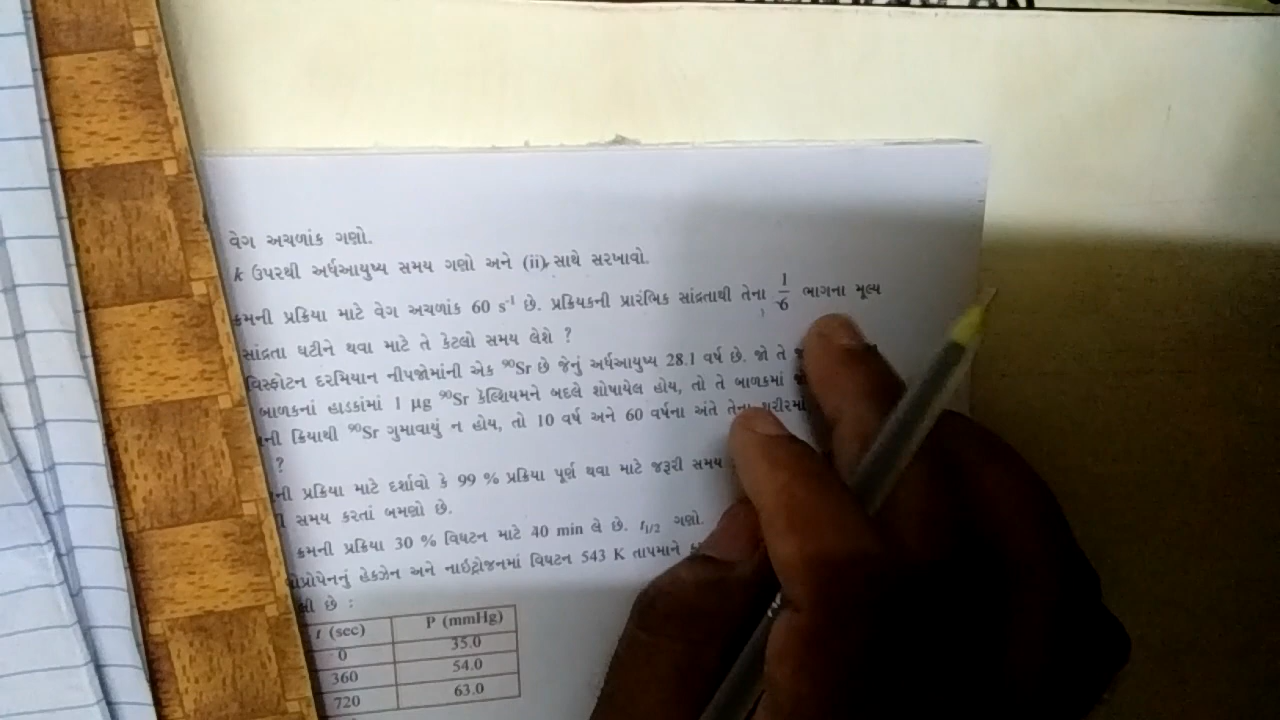 વેગ અચળાંક ગણો.
k ઉપરથી અર્ધઆયુષ્ય સમય ગણો અને (ii) સાથે સરખાવો.
ક્રમની પ્રક્રિયા માટે વેગ અચળાંક 60 s⁻¹ છે. પ્રક્રિયકની પ્રારંભિક સાંદ્રતાથી તેના 1/6 ભાગના મૂલ્ય
સાંદ્રતા ઘટીને થવા માટે તે કેટલો સમય લેશે ?
વિસ્ફોટન દરમિયાન નીપજોમાંની એક ⁹⁰Sr છે જેનું અર્ધઆયુષ્ય 28.1 વર્ષ છે. જો તે
બાળકનાં હાડકાંમાં 1 μg ⁹⁰Sr કૅલ્શિયમને બદલે શોષાયેલ હોય, તો તે બાળકમાં
ક્રિયાથી ⁹⁰Sr ગુમાવાયું ન હોય, તો 10 વર્ષ અને 60 વર્ષના અંતે તેના શરીરમાં
?
પ્રક્રિયા માટે દર્શાવો કે 99 % પ્રક્રિયા પૂર્ણ થવા માટે જરૂરી સમય
સમય કરતાં બમણો છે.
ક્રમની પ્રક્રિયા 30 % વિઘટન માટે 40 min લે છે. t1/2 ગણો.
હેક્ઝેન અને નાઇટ્રોજનમાં વિઘટન 543 K તાપમાને
છે :
t (sec) P (mmHg)
0 35.0
360 54.0
720 63.0